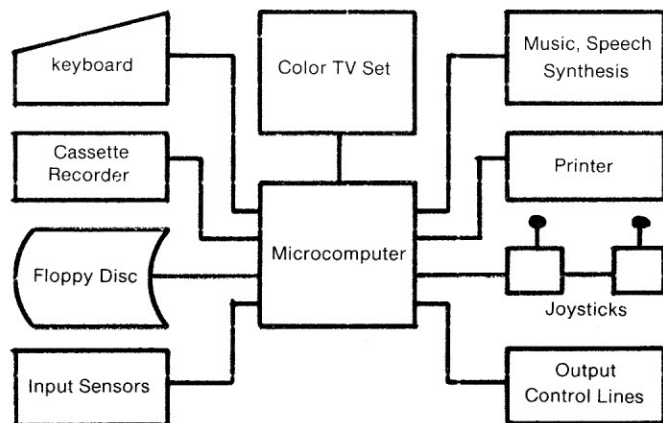 keyboard
Color TV Set
Music, Speech
Synthesis
Cassette
Recorder
Printer
Floppy Disc
Microcomputer
Joysticks
Input Sensors
Output
Control Lines